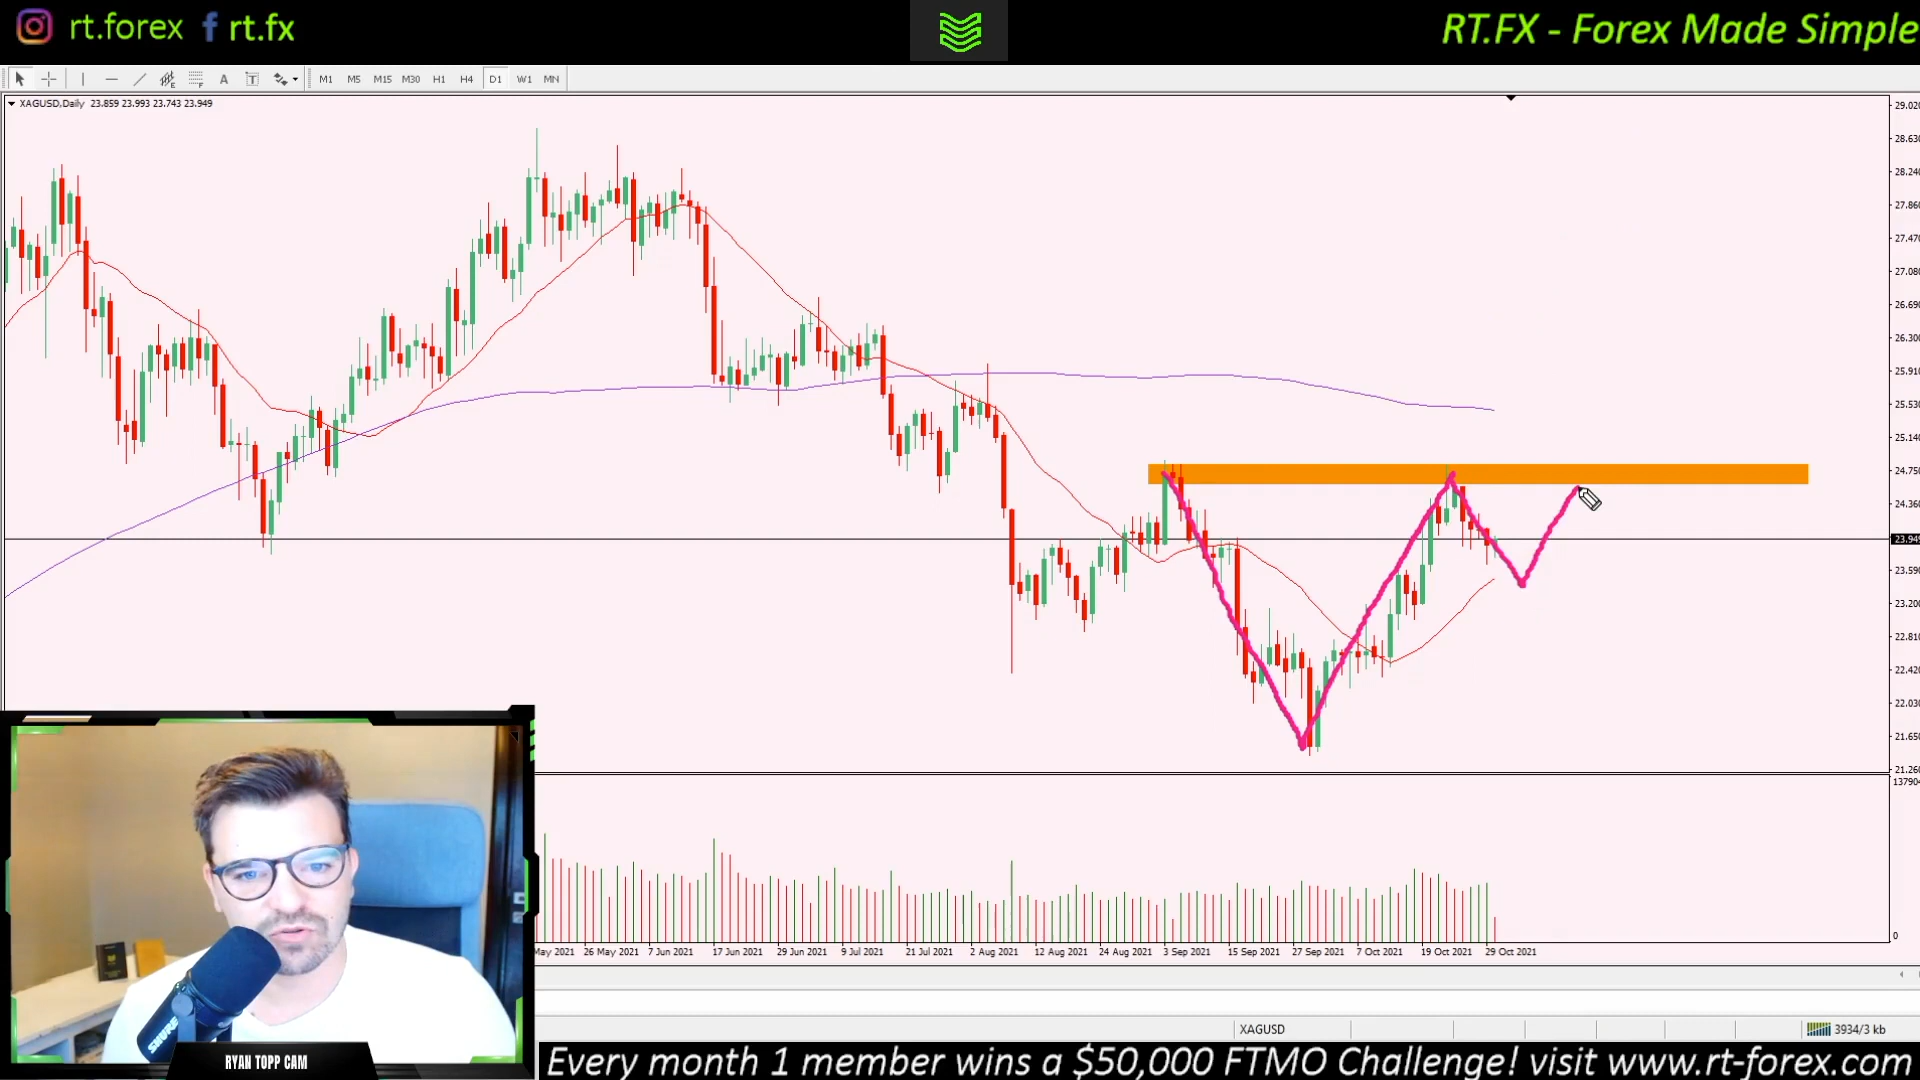 rt.forex rt.fx
RT.FX - Forex Made Simple
A T M1 M5 M15 M30 H1 H4 D1 W1 MN
XAGUSD,Daily 23.859 23.993 23.743 23.949
29.020
28.630
28.240
27.860
27.470
27.080
26.690
26.300
25.910
25.530
25.140
24.750
24.360
23.949
23.590
23.200
22.810
22.420
22.030
21.650
21.260
13790
0
May 2021 26 May 2021 7 Jun 2021 17 Jun 2021 29 Jun 2021 9 Jul 2021 21 Jul 2021 2 Aug 2021 12 Aug 2021 24 Aug 2021 3 Sep 2021 15 Sep 2021 27 Sep 2021 7 Oct 2021 19 Oct 2021 29 Oct 2021
SHURE
XAGUSD
3934/3 kb
RYAN TOPP CAM
Every month 1 member wins a $50,000 FTMO Challenge! visit www.rt-forex.com